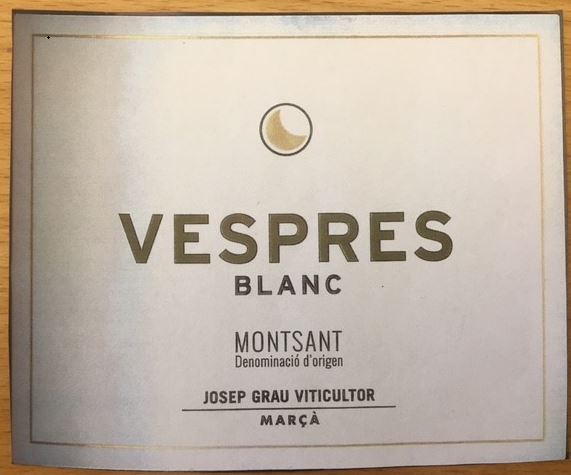 VESPRES
BLANC
MONTSANT
Denominació d'origen
JOSEP GRAU VITICULTOR
MARÇÀ